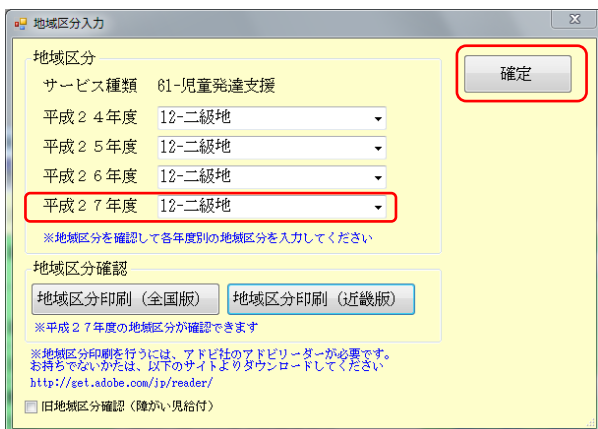 地域区分入力
地域区分
サービス種類 61-児童発達支援
確定
平成２４年度 12-二級地
平成２５年度 12-二級地
平成２６年度 12-二級地
平成２７年度 12-二級地
※地域区分を確認して各年度別の地域区分を入力してください
地域区分確認
地域区分印刷（全国版） 地域区分印刷（近畿版）
※平成２７年度の地域区分が確認できます
※地域区分印刷を行うには、アドビ社のアドビリーダーが必要です。
お持ちでないかたは、以下のサイトよりダウンロードしてください
http://get.adobe.com/jp/reader/
旧地域区分確認（障がい児給付）